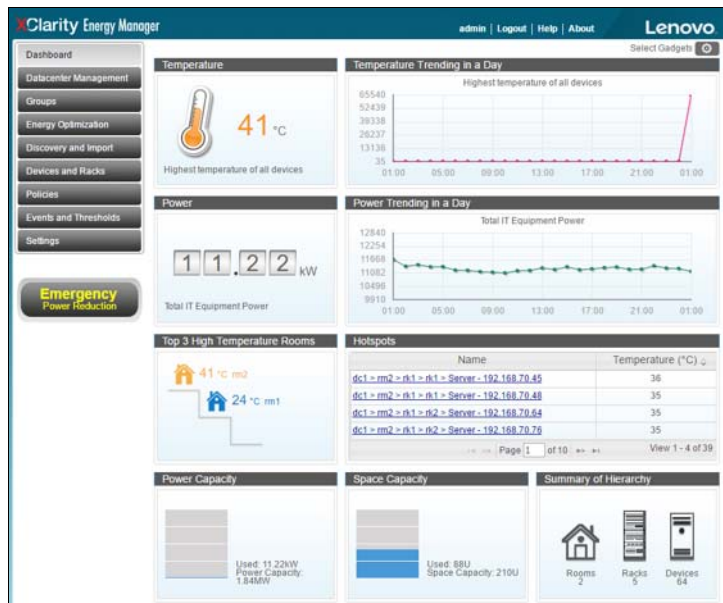 XClarity Energy Manager
admin | Logout | Help | About
Lenovo
Select Gadgets
Dashboard
Datacenter Management
Groups
Energy Optimization
Discovery and Import
Devices and Racks
Policies
Events and Thresholds
Settings
Emergency
Power Reduction
Temperature
41 °C
Highest temperature of all devices
Temperature Trending in a Day
Highest temperature of all devices
65540
52439
39338
26237
13136
35
01:00 05:00 09:00 13:00 17:00 21:00 01:00
Power
11.22 kW
Total IT Equipment Power
Power Trending in a Day
Total IT Equipment Power
12840
12254
11668
11082
10496
9910
01:00 05:00 09:00 13:00 17:00 21:00 01:00
Top 3 High Temperature Rooms
41 °C rm2
24 °C rm1
Hotspots
Name Temperature (°C)
dc1 > rm2 > rk1 > rk1 > Server - 192.168.70.45 36
dc1 > rm2 > rk1 > rk1 > Server - 192.168.70.48 35
dc1 > rm2 > rk1 > rk2 > Server - 192.168.70.64 35
dc1 > rm2 > rk1 > rk2 > Server - 192.168.70.76 35
Page 1 of 10 View 1 - 4 of 39
Power Capacity
Used: 11.22kW
Power Capacity:
1.84MW
Space Capacity
Used: 88U
Space Capacity: 210U
Summary of Hierarchy
Rooms Racks Devices
2 5 64